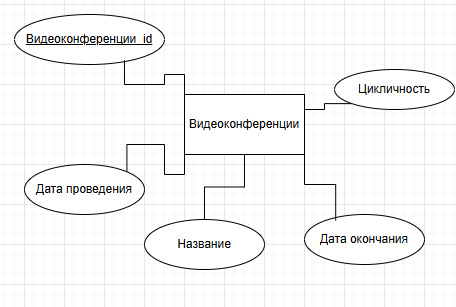 Видеоконференции_id
Цикличность
Видеоконференции
Дата проведения
Название
Дата окончания